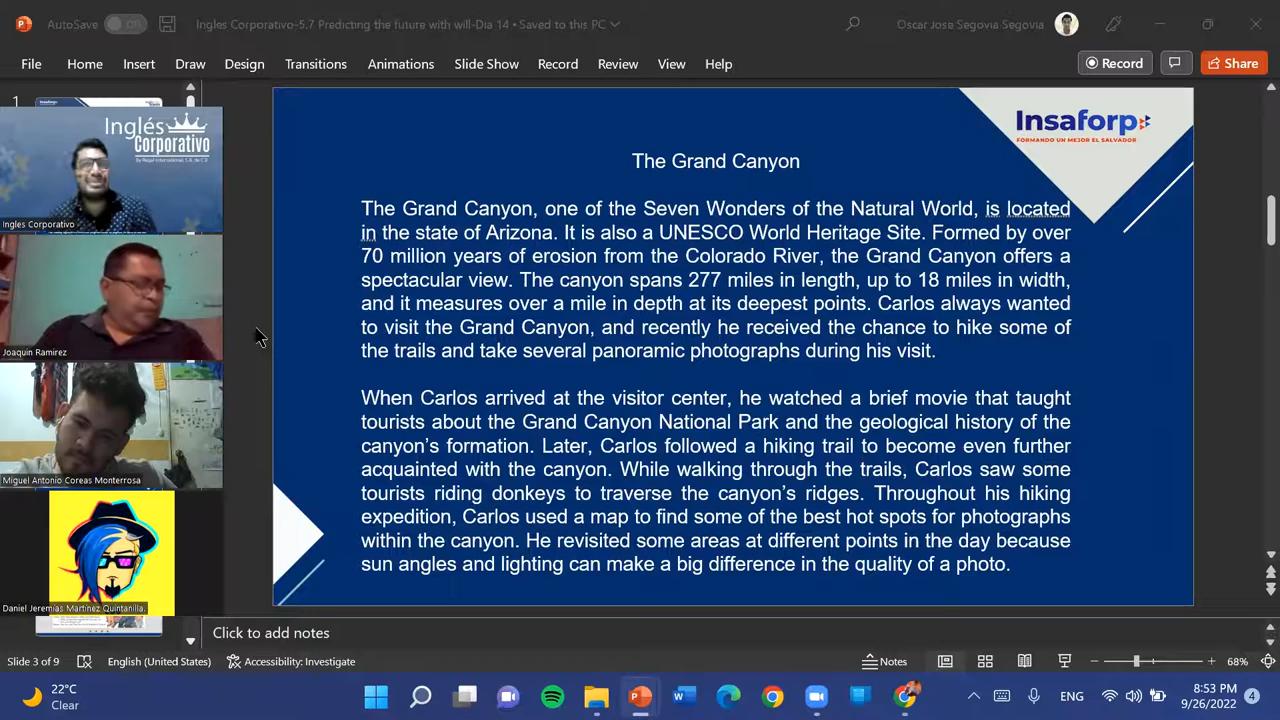 AutoSave
Off
Ingles Corporativo-5.7 Predicting the future with will-Dia 14 • Saved to this PC
Oscar Jose Segovia Segovia
File
Home
Insert
Draw
Design
Transitions
Animations
Slide Show
Record
Review
View
Help
Record
Share
1
Inglés
Corporativo
by Regal International, S.A. de C.V.
Ingles Corporativo
Joaquin Ramirez
Miguel Antonio Coreas Monterrosa
Daniel Jeremías Martínez Quintanilla.
Insaforp
FORMANDO UN MEJOR EL SALVADOR
The Grand Canyon
The Grand Canyon, one of the Seven Wonders of the Natural World, is located
in the state of Arizona. It is also a UNESCO World Heritage Site. Formed by over
70 million years of erosion from the Colorado River, the Grand Canyon offers a
spectacular view. The canyon spans 277 miles in length, up to 18 miles in width,
and it measures over a mile in depth at its deepest points. Carlos always wanted
to visit the Grand Canyon, and recently he received the chance to hike some of
the trails and take several panoramic photographs during his visit.
When Carlos arrived at the visitor center, he watched a brief movie that taught
tourists about the Grand Canyon National Park and the geological history of the
canyon's formation. Later, Carlos followed a hiking trail to become even further
acquainted with the canyon. While walking through the trails, Carlos saw some
tourists riding donkeys to traverse the canyon's ridges. Throughout his hiking
expedition, Carlos used a map to find some of the best hot spots for photographs
within the canyon. He revisited some areas at different points in the day because
sun angles and lighting can make a big difference in the quality of a photo.
Click to add notes
Slide 3 of 9
English (United States)
Accessibility: Investigate
Notes
68%
22°C
Clear
ENG
8:53 PM
9/26/2022
4